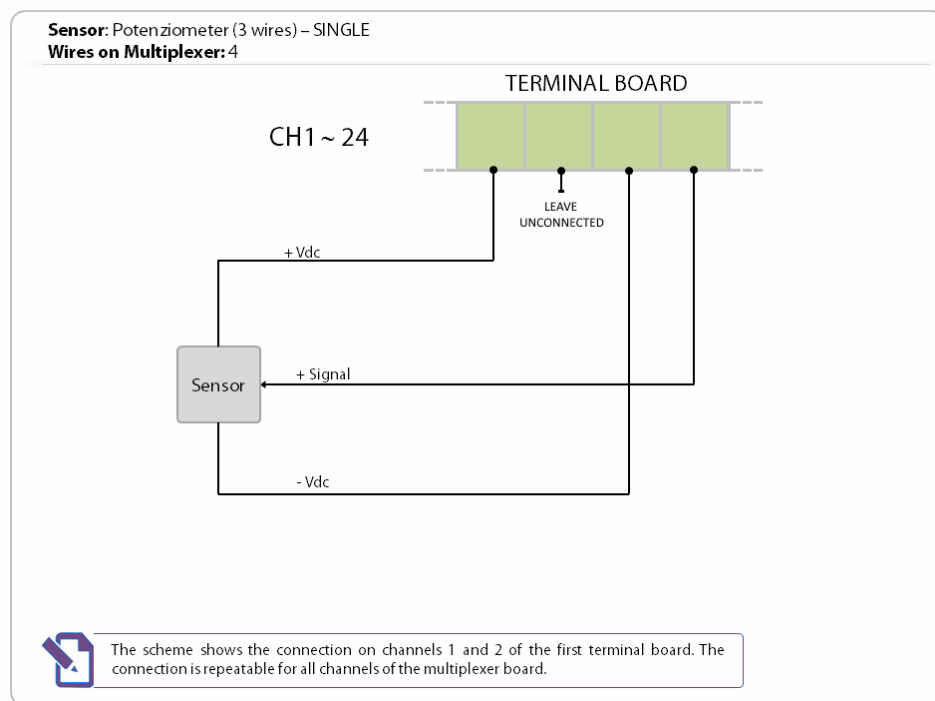 Sensor: Potenziometer (3 wires) – SINGLE
Wires on Multiplexer: 4
TERMINAL BOARD
CH1 ~ 24
LEAVE
UNCONNECTED
+ Vdc
Sensor
+ Signal
- Vdc
The scheme shows the connection on channels 1 and 2 of the first terminal board. The
connection is repeatable for all channels of the multiplexer board.